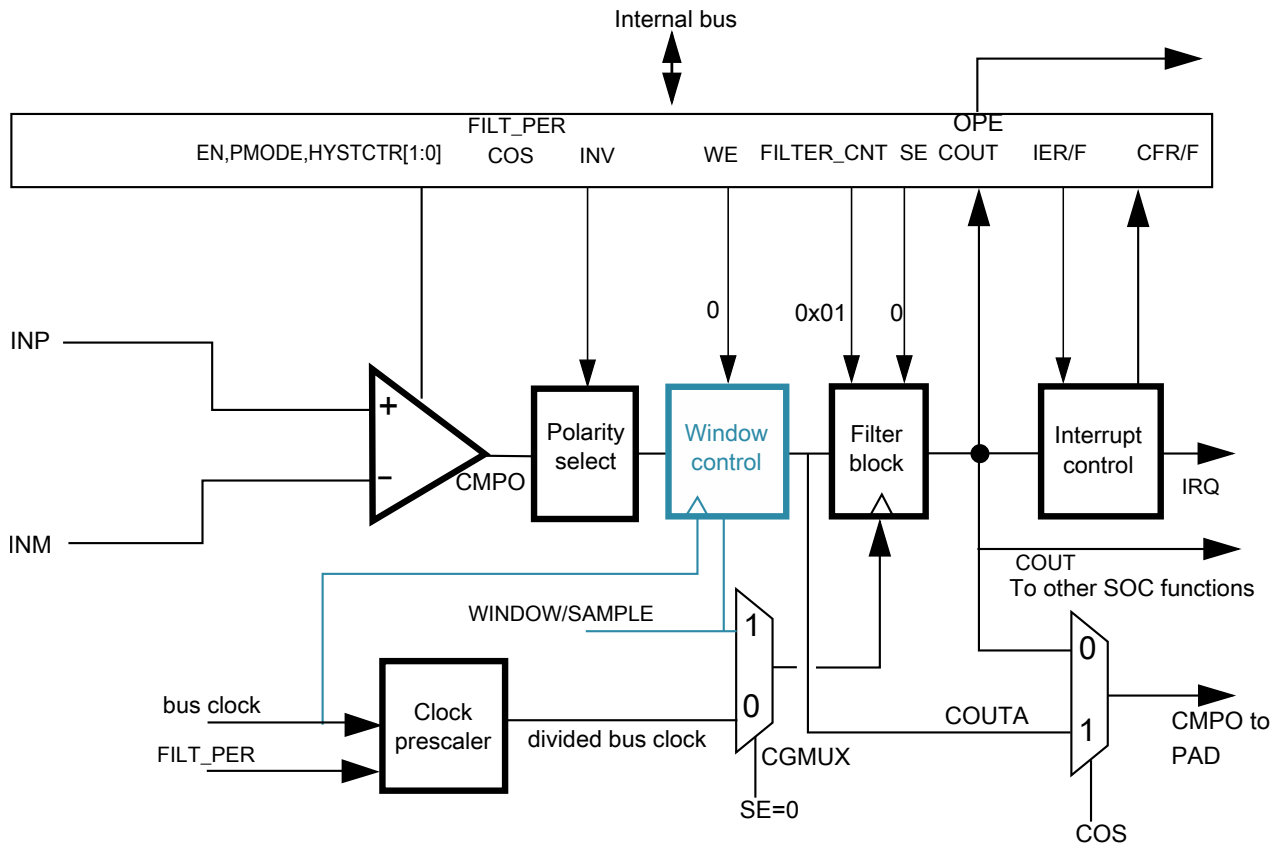 Internal bus
FILT_PER
OPE
EN,PMODE,HYSTCTR[1:0]
COS
INV
WE
FILTER_CNT
SE
COUT
IER/F
CFR/F
0
0x01
0
INP
+
Polarity
select
Window
control
Filter
block
Interrupt
control
−
CMPO
IRQ
INM
COUT
To other SOC functions
WINDOW/SAMPLE
1
0
bus clock
Clock
prescaler
0
divided bus clock
COUTA
1
CMPO to
PAD
FILT_PER
CGMUX
SE=0
COS